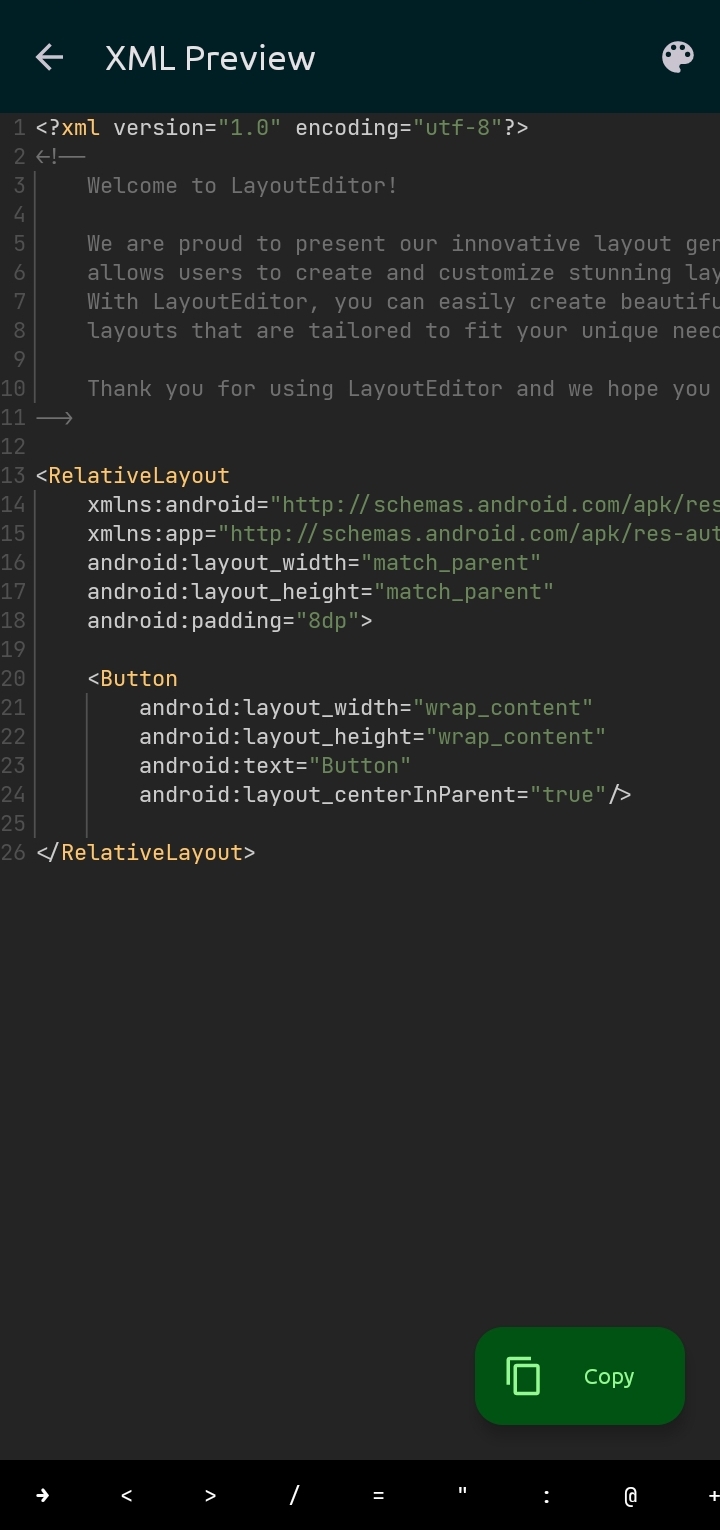 XML Preview
1 <?xml version="1.0" encoding="utf-8"?>
2 <!--
3     Welcome to LayoutEditor!
4
5     We are proud to present our innovative layout gen
6     allows users to create and customize stunning lay
7     With LayoutEditor, you can easily create beautifu
8     layouts that are tailored to fit your unique need
9
10     Thank you for using LayoutEditor and we hope you
11 -->
12
13 <RelativeLayout
14     xmlns:android="http://schemas.android.com/apk/res
15     xmlns:app="http://schemas.android.com/apk/res-aut
16     android:layout_width="match_parent"
17     android:layout_height="match_parent"
18     android:padding="8dp">
19
20     <Button
21         android:layout_width="wrap_content"
22         android:layout_height="wrap_content"
23         android:text="Button"
24         android:layout_centerInParent="true"/>
25
26 </RelativeLayout>
Copy
→ < > / = " : @ +